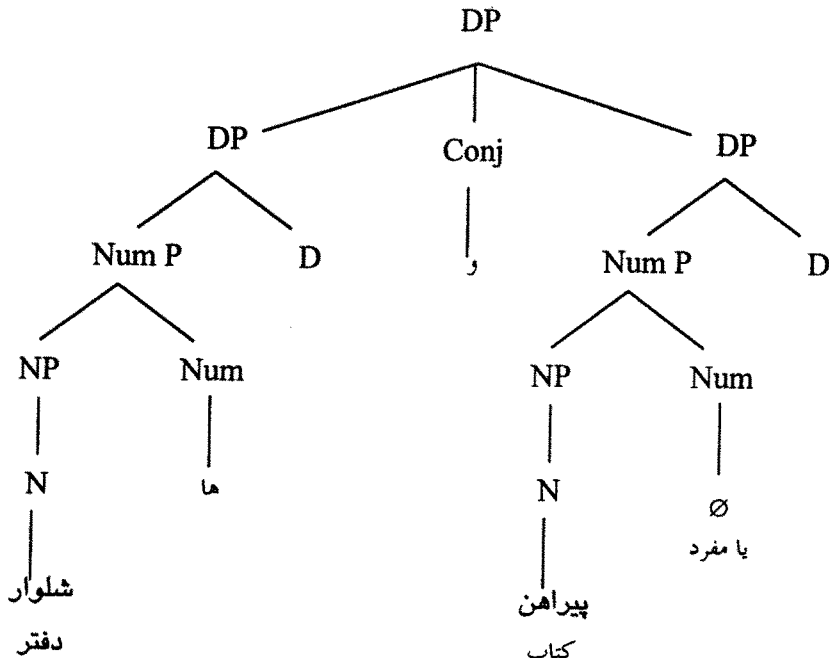 DP
DP Conj DP
Num P D و Num P D
NP Num NP Num
N ها N ∅
یا مفرد
شلوار پیراهن
دفتر کتاب